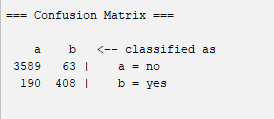 === Confusion Matrix ===
a b <-- classified as
3589 63 | a = no
190 408 | b = yes